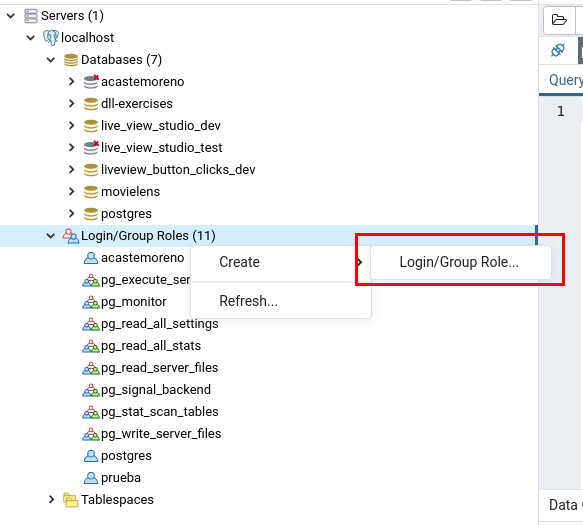 Servers (1)
localhost
Databases (7)
acastemoreno
dll-exercises
live_view_studio_dev
live_view_studio_test
liveview_button_clicks_dev
movielens
postgres
Login/Group Roles (11)
acastemoreno
Create
Login/Group Role...
pg_execute_ser
pg_monitor
Refresh...
pg_read_all_settings
pg_read_all_stats
pg_read_server_files
pg_signal_backend
pg_stat_scan_tables
pg_write_server_files
postgres
prueba
Tablespaces
Query
1
Data